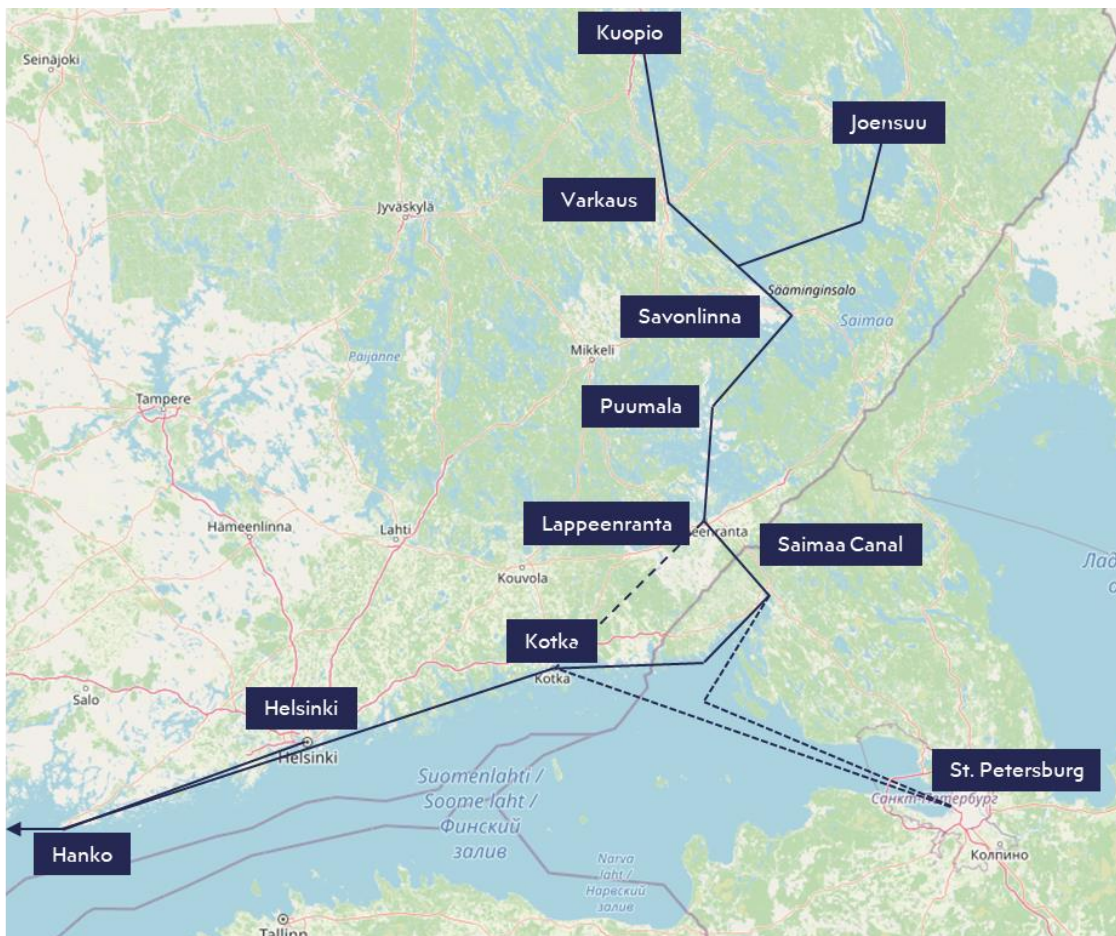 Kuopio
Seinäjoki
Joensuu
Varkaus
Jyväskylä
Sääminginsalo
Savonlinna
Saimaa
Mikkeli
Päijänne
Puumala
Tampere
Lappeenranta
eenranta
Hämeenlinna
Lahti
Saimaa Canal
Kouvola
Kotka
Kotka
Salo
Helsinki
Helsinki
St. Petersburg
Suomenlahti /
Soome laht /
Финский
залив
Санкт-Петербург
Hanko
Колпино
Narva
laht /
Нарвский
залив
Tallinn